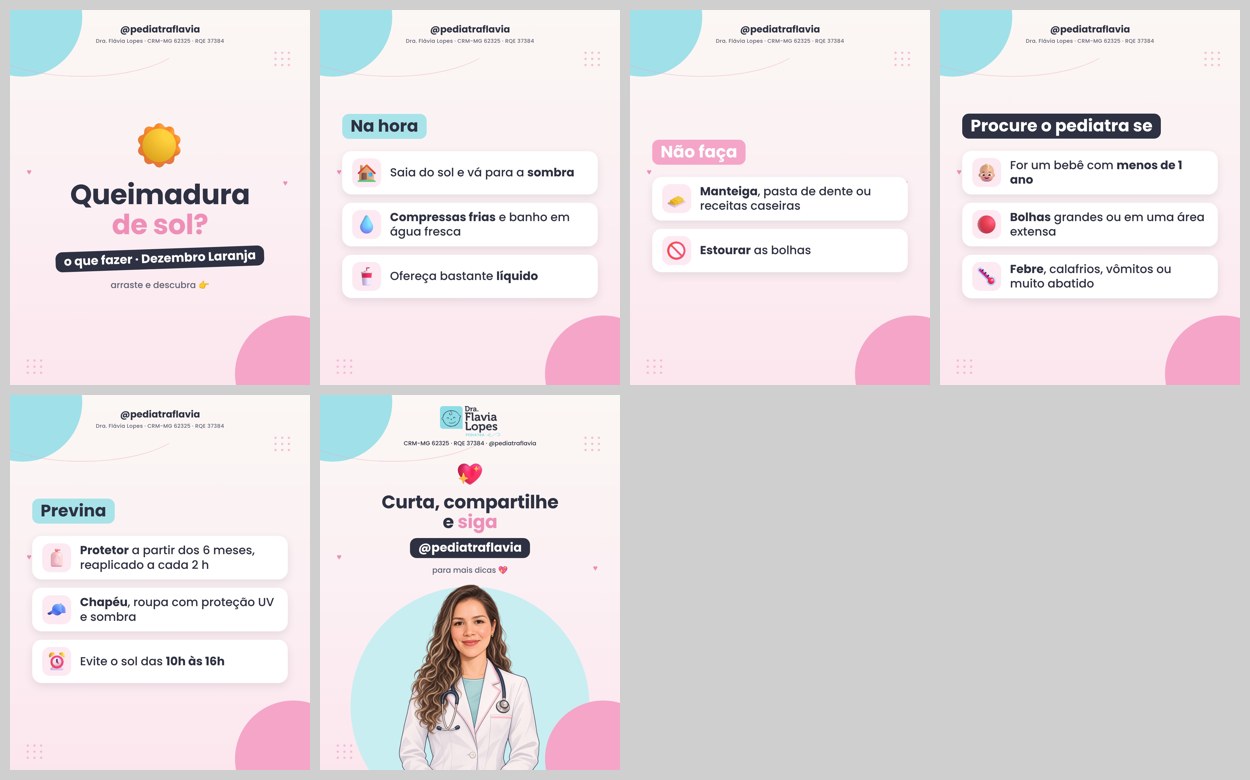 @pediatraflavia
Dra. Flávia Lopes · CRM-MG 62325 · RQE 37384
Queimadura
de sol?
o que fazer · Dezembro Laranja
arraste e descubra 👉
@pediatraflavia
Dra. Flávia Lopes · CRM-MG 62325 · RQE 37384
Na hora
Saia do sol e vá para a sombra
Compressas frias e banho em
água fresca
Ofereça bastante líquido
@pediatraflavia
Dra. Flávia Lopes · CRM-MG 62325 · RQE 37384
Não faça
Manteiga, pasta de dente ou
receitas caseiras
Estourar as bolhas
@pediatraflavia
Dra. Flávia Lopes · CRM-MG 62325 · RQE 37384
Procure o pediatra se
For um bebê com menos de 1
ano
Bolhas grandes ou em uma área
extensa
Febre, calafrios, vômitos ou
muito abatido
@pediatraflavia
Dra. Flávia Lopes · CRM-MG 62325 · RQE 37384
Previna
Protetor a partir dos 6 meses,
reaplicado a cada 2 h
Chapéu, roupa com proteção UV
e sombra
Evite o sol das 10h às 16h
Dra.
Flavia
Lopes
CRM-MG 62325 · RQE 37384 · @pediatraflavia
Curta, compartilhe
e siga
@pediatraflavia
para mais dicas 💖